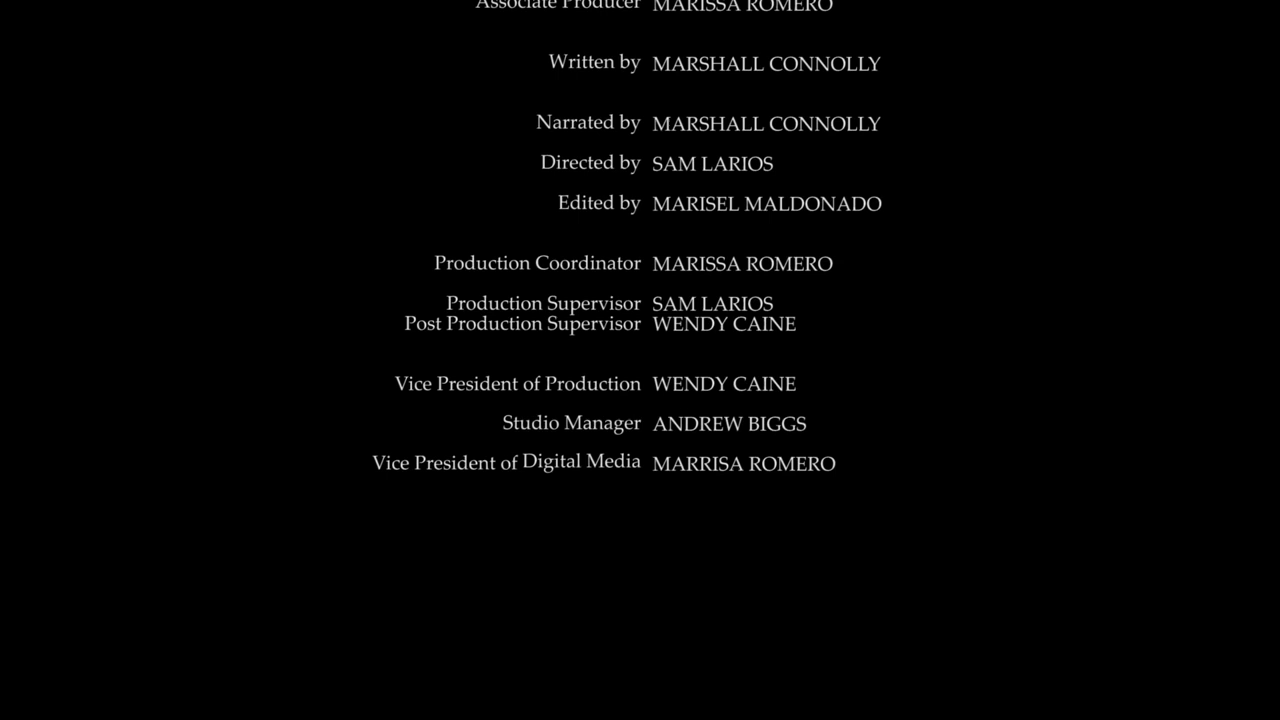 Associate Producer MARISSA ROMERO
Written by MARSHALL CONNOLLY
Narrated by MARSHALL CONNOLLY
Directed by SAM LARIOS
Edited by MARISEL MALDONADO
Production Coordinator MARISSA ROMERO
Production Supervisor SAM LARIOS
Post Production Supervisor WENDY CAINE
Vice President of Production WENDY CAINE
Studio Manager ANDREW BIGGS
Vice President of Digital Media MARRISA ROMERO